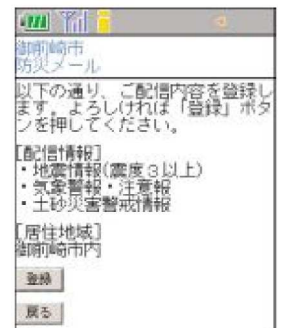 御前崎市
防災メール
以下の通り、ご配信内容を登録し
ます。よろしければ「登録」ボタ
ンを押してください。
[配信情報]
・地震情報(震度3以上)
・気象警報・注意報
・土砂災害警戒情報
[居住地域]
御前崎市内
登録
戻る